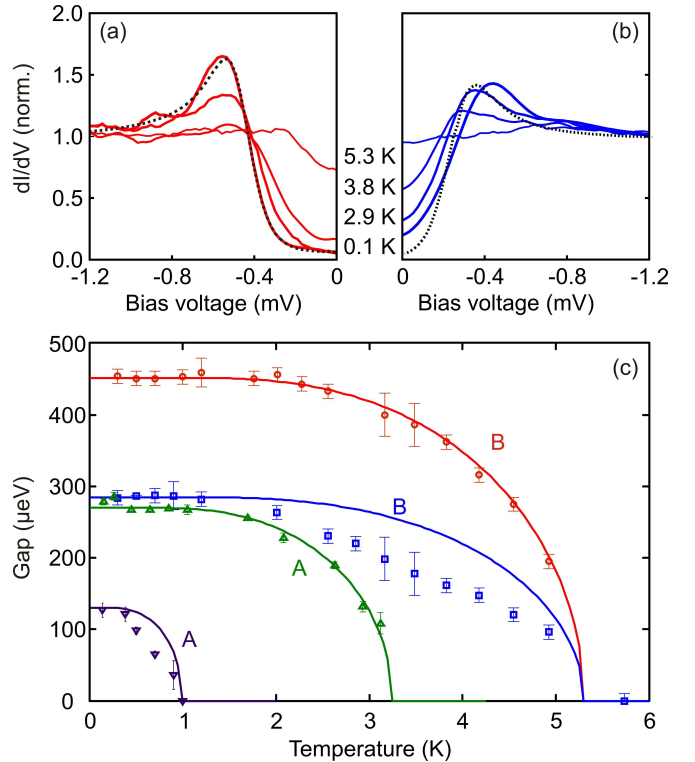 (a)
(b)
dI/dV (norm.)
2.0
1.5
1.0
0.5
0.0
5.3 K
3.8 K
2.9 K
0.1 K
-1.2 -0.8 -0.4 0
0 -0.4 -0.8 -1.2
Bias voltage (mV)
Bias voltage (mV)
(c)
Gap (μeV)
500
400
300
200
100
0
B
B
A
A
0 1 2 3 4 5 6
Temperature (K)